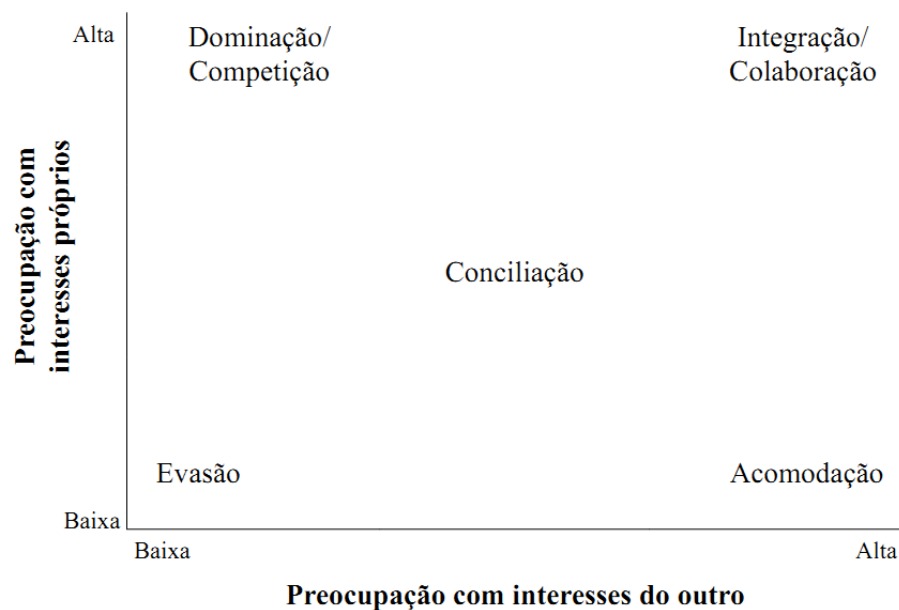 Alta
Dominação/
Competição
Integração/
Colaboração
Preocupação com
interesses próprios
Conciliação
Evasão
Acomodação
Baixa
Baixa
Alta
Preocupação com interesses do outro